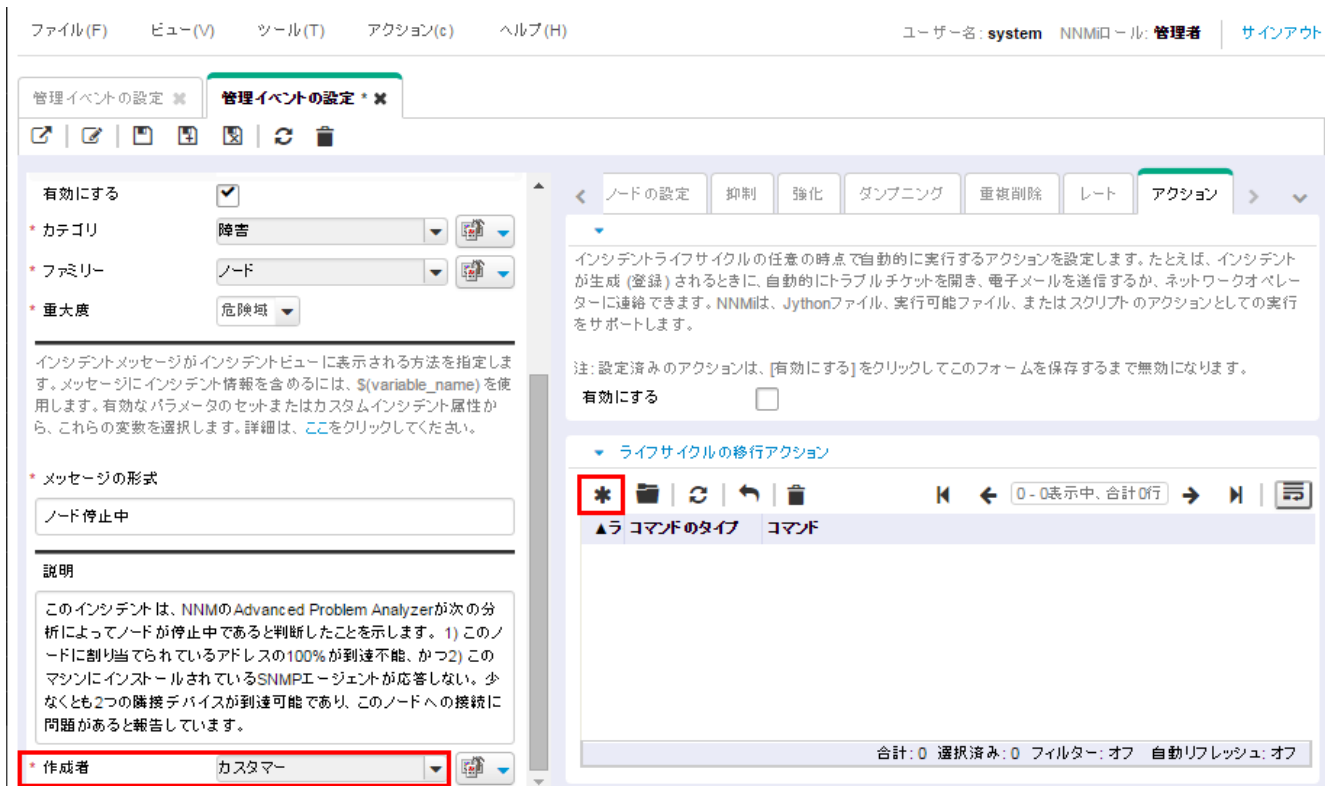 ファイル(F) ビュー(V) ツール(T) アクション(c) ヘルプ(H) ユーザー名: system NNMiロール: 管理者 サインアウト
管理イベントの設定 管理イベントの設定 *
有効にする
* カテゴリ 障害
* ファミリー ノード
* 重大度 危険域
インシデントメッセージがインシデントビューに表示される方法を指定しま
す。メッセージにインシデント情報を含めるには、$(variable_name) を使
用します。有効なパラメータのセットまたはカスタムインシデント属性か
ら、これらの変数を選択します。詳細は、ここをクリックしてください。
* メッセージの形式
ノード停止中
説明
このインシデントは、NNMのAdvanced Problem Analyzerが次の分
析によってノードが停止中であると判断したことを示します。1) このノ
ードに割り当てられているアドレスの100%が到達不能、かつ2) この
マシンにインストールされているSNMPエージェントが応答しない。少
なくとも2つの隣接デバイスが到達可能であり、このノードへの接続に
問題があると報告しています。
* 作成者 カスタマー
ノードの設定 抑制 強化 ダンプニング 重複削除 レート アクション
インシデントライフサイクルの任意の時点で自動的に実行するアクションを設定します。たとえば、インシデント
が生成 (登録) されるときに、自動的にトラブルチケットを開き、電子メールを送信するか、ネットワークオペレー
ターに連絡できます。NNMiは、Jythonファイル、実行可能ファイル、またはスクリプトのアクションとしての実行
をサポートします。
注: 設定済みのアクションは、[有効にする] をクリックしてこのフォームを保存するまで無効になります。
有効にする
ライフサイクルの移行アクション
0 - 0表示中、合計0行
▲ラ コマンドのタイプ コマンド
合計: 0 選択済み: 0 フィルター: オフ 自動リフレッシュ: オフ